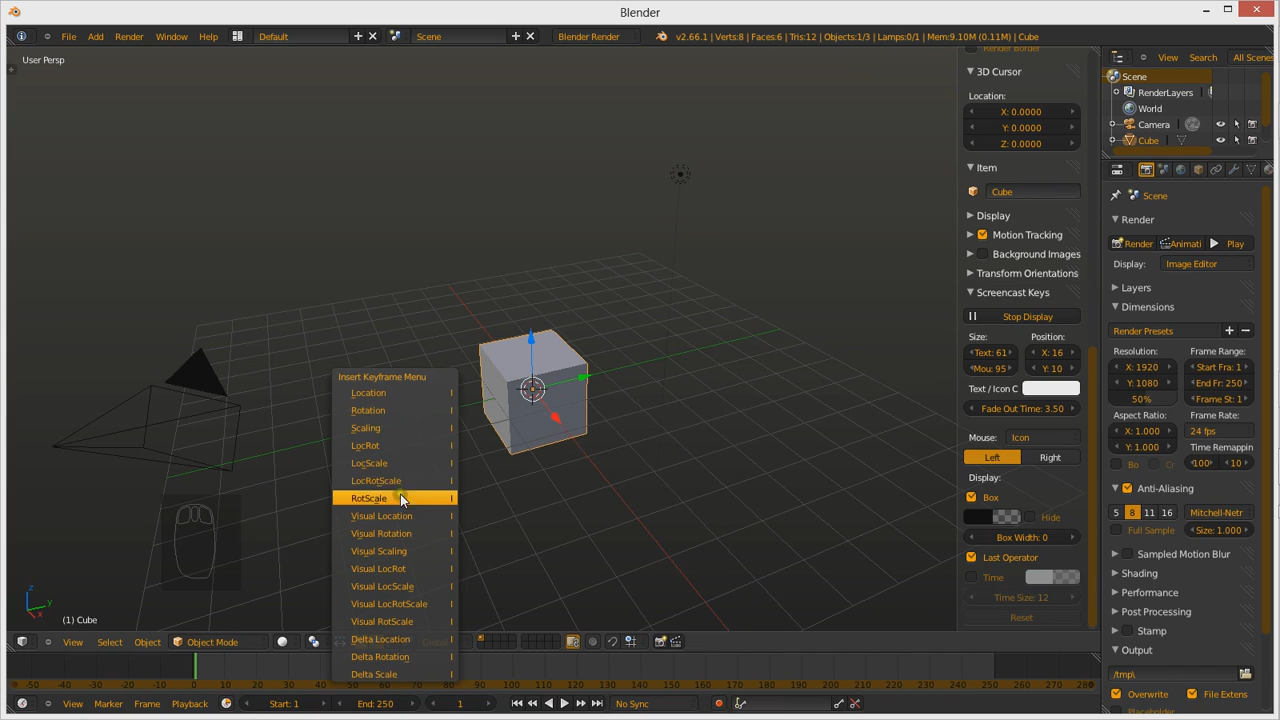 Blender
File Add Render Window Help Default Scene Blender Render v2.66.1 | Verts:8 | Faces:6 | Tris:12 | Objects:1/3 | Lamps:0/1 | Mem:9.10M (0.11M) | Cube
User Persp
Insert Keyframe Menu
Location I
Rotation I
Scaling I
LocRot I
LocScale I
LocRotScale I
RotScale I
Visual Location I
Visual Rotation I
Visual Scaling I
Visual LocRot I
Visual LocScale I
Visual LocRotScale I
Visual RotScale I
Delta Location I
Delta Rotation I
Delta Scale I
z
y
x
(1) Cube
View Select Object Object Mode
-50 -40 -30 -20 -10 0 10 20 30 80 90 100 110 120 130 140 150 160 170 180 190 200 210 220 230 240 250 260 270 280
View Marker Frame Playback Start: 1 End: 250 1 No Sync
Render Border
3D Cursor
Location:
X: 0.0000
Y: 0.0000
Z: 0.0000
Item
Cube
Display
Motion Tracking
Background Images
Transform Orientations
Screencast Keys
Stop Display
Size: Position:
Text: 61 X: 16
Mou: 95 Y: 10
Text / Icon C
Fade Out Time: 3.50
Mouse: Icon
Left Right
Display:
Box
Hide
Box Width: 0
Last Operator
Time
Time Size: 12
Reset
View Search All Scenes
Scene
RenderLayers
World
Camera
Cube
Scene
Render
Render Animati Play
Display: Image Editor
Layers
Dimensions
Render Presets
Resolution: Frame Range:
X: 1920 Start Fra: 1
Y: 1080 End Fr: 250
50% Frame St: 1
Aspect Ratio: Frame Rate:
X: 1.000 24 fps
Y: 1.000 Time Remappin
Bo Cr 100 10
Anti-Aliasing
5 8 11 16 Mitchell-Netr
Full Sample Size: 1.000
Sampled Motion Blur
Shading
Performance
Post Processing
Stamp
Output
/tmp\
Overwrite File Extens